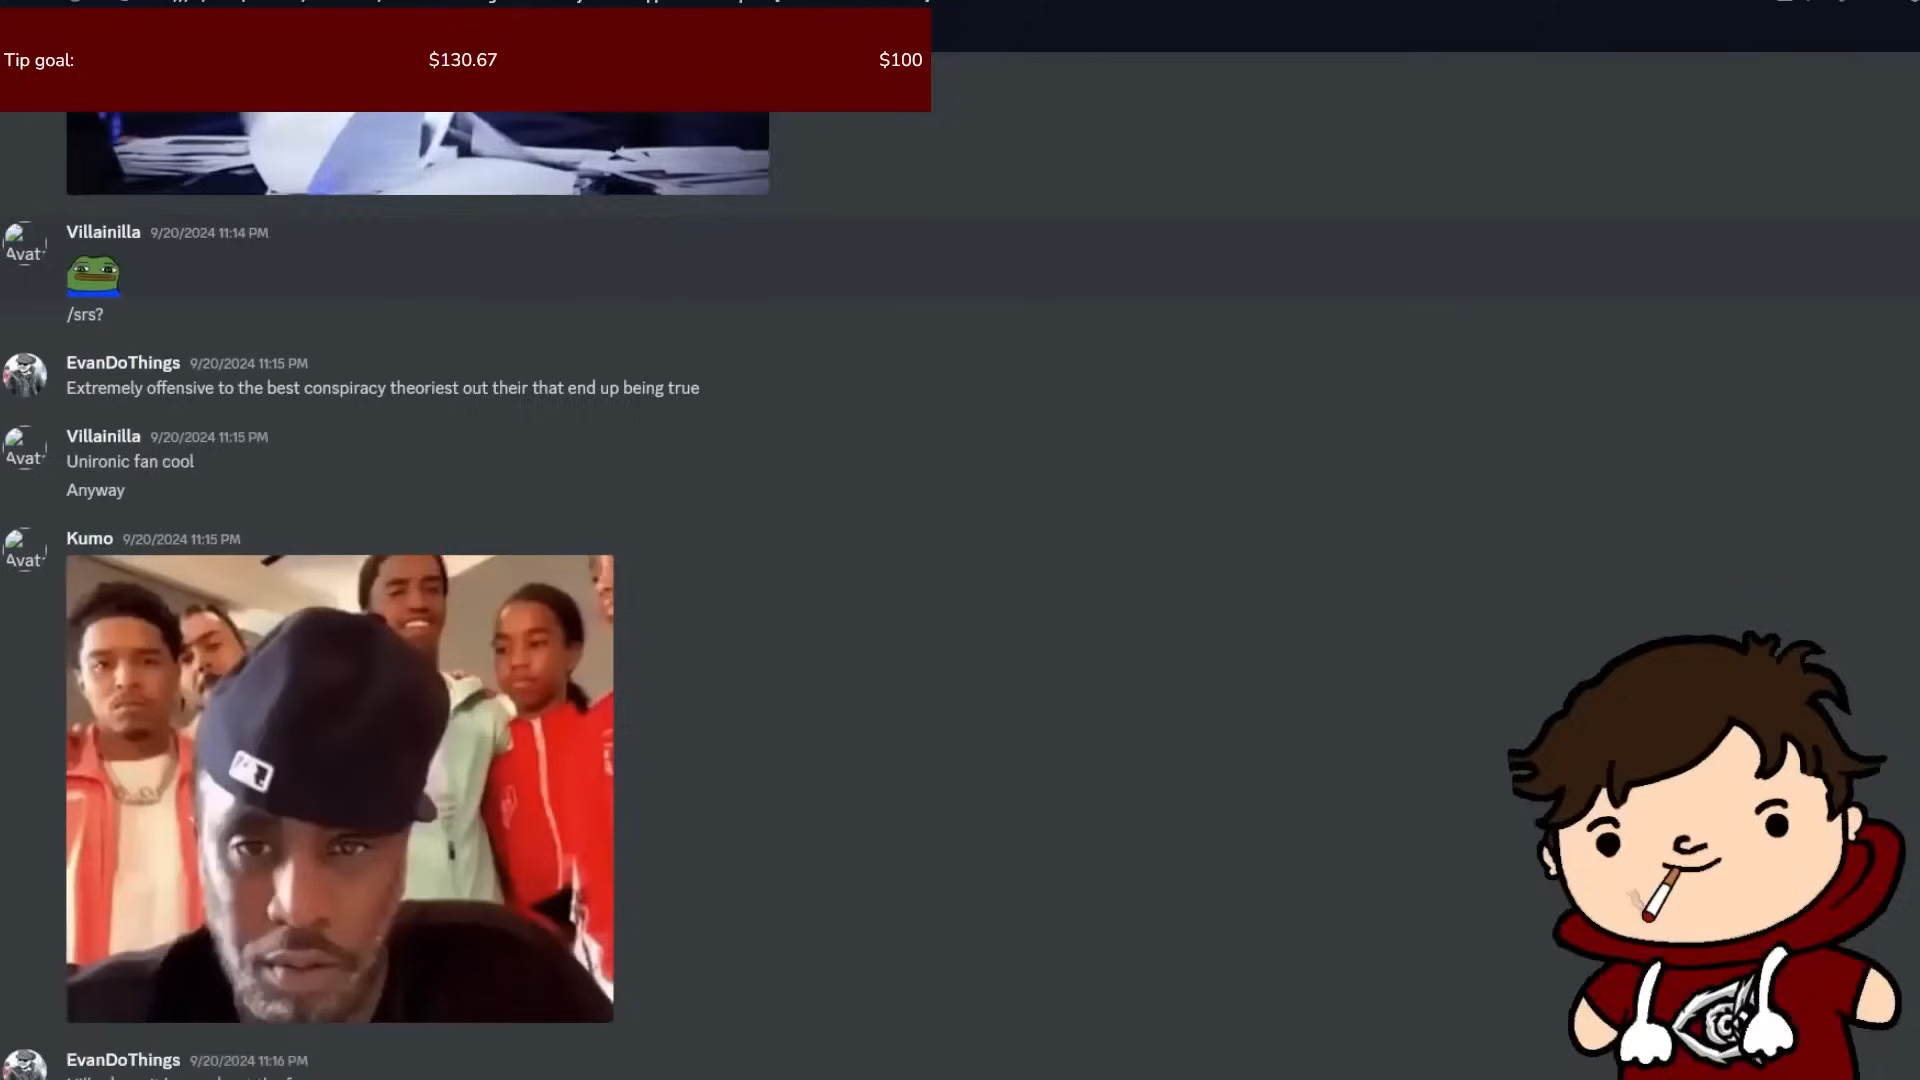 Tip goal: $130.67 $100
Villainilla 9/20/2024 11:14 PM
Avat
/srs?
EvanDoThings 9/20/2024 11:15 PM
Extremely offensive to the best conspiracy theoriest out their that end up being true
Villainilla 9/20/2024 11:15 PM
Avat
Unironic fan cool
Anyway
Kumo 9/20/2024 11:15 PM
Avat
EvanDoThings 9/20/2024 11:16 PM